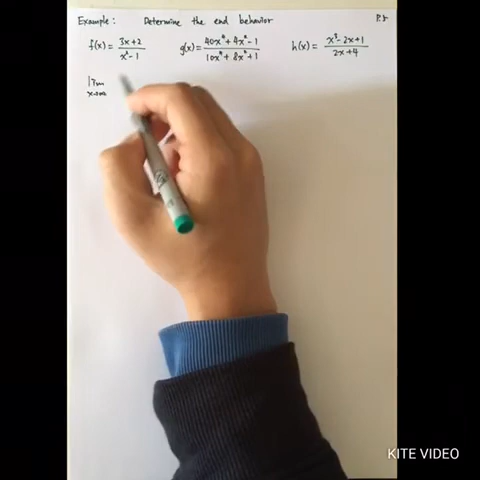 Example: Determine the end behavior P.8
f(x) = 3x+2 / x²-1 g(x) = 40x⁴+4x²-1 / 10x⁴+8x²+1 h(x) = x³-2x+1 / 2x+4
lim
x→∞
KITE VIDEO